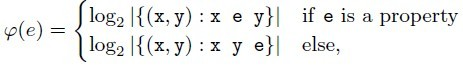 φ(e) = { log₂ |{(x, y) : x e y}| if e is a property
log₂ |{(x, y) : x y e}| else,